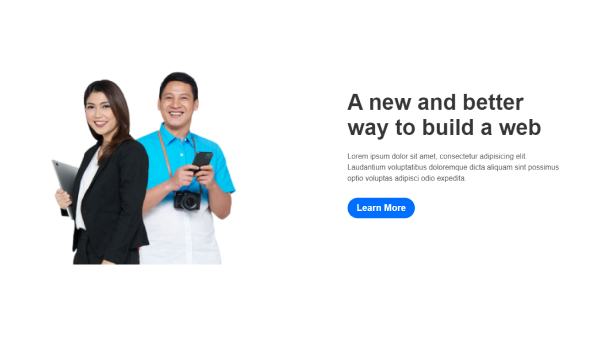 A new and better
way to build a web
Lorem ipsum dolor sit amet, consectetur adipisicing elit.
Laudantium voluptatibus doloremque dicta aliquam sint possimus
optio voluptas adipisci odio expedita.
Learn More